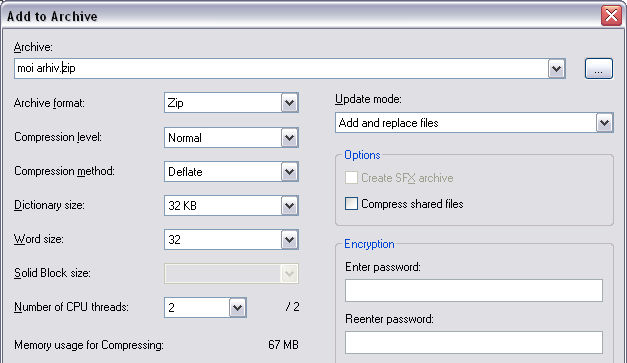 Add to Archive
Archive:
moi arhiv.zip
...
Archive format:
Zip
Compression level:
Normal
Compression method:
Deflate
Dictionary size:
32 KB
Word size:
32
Solid Block size:
Number of CPU threads:
2
/ 2
Memory usage for Compressing:
67 MB
Update mode:
Add and replace files
Options
Create SFX archive
Compress shared files
Encryption
Enter password:
Reenter password: